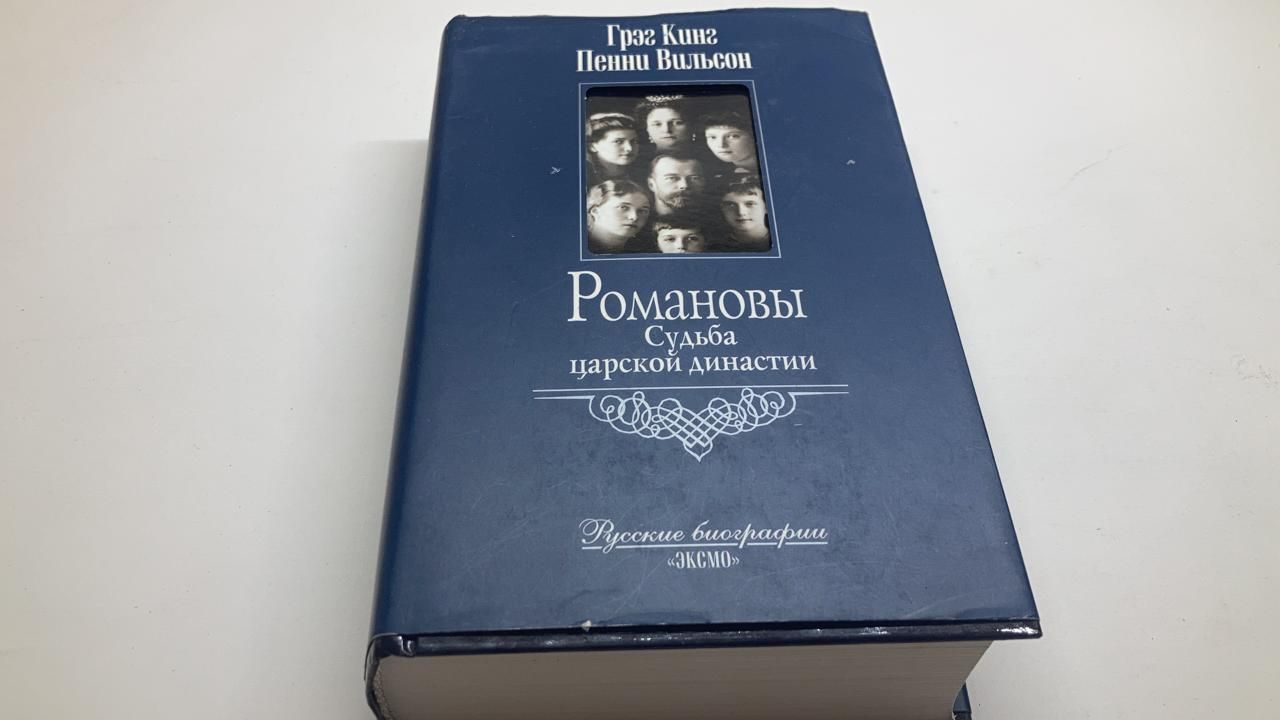 Грэг Кинг
Пенни Вильсон
Романовы
Судьба
царской династии
Русские биографии
«ЭКСМО»